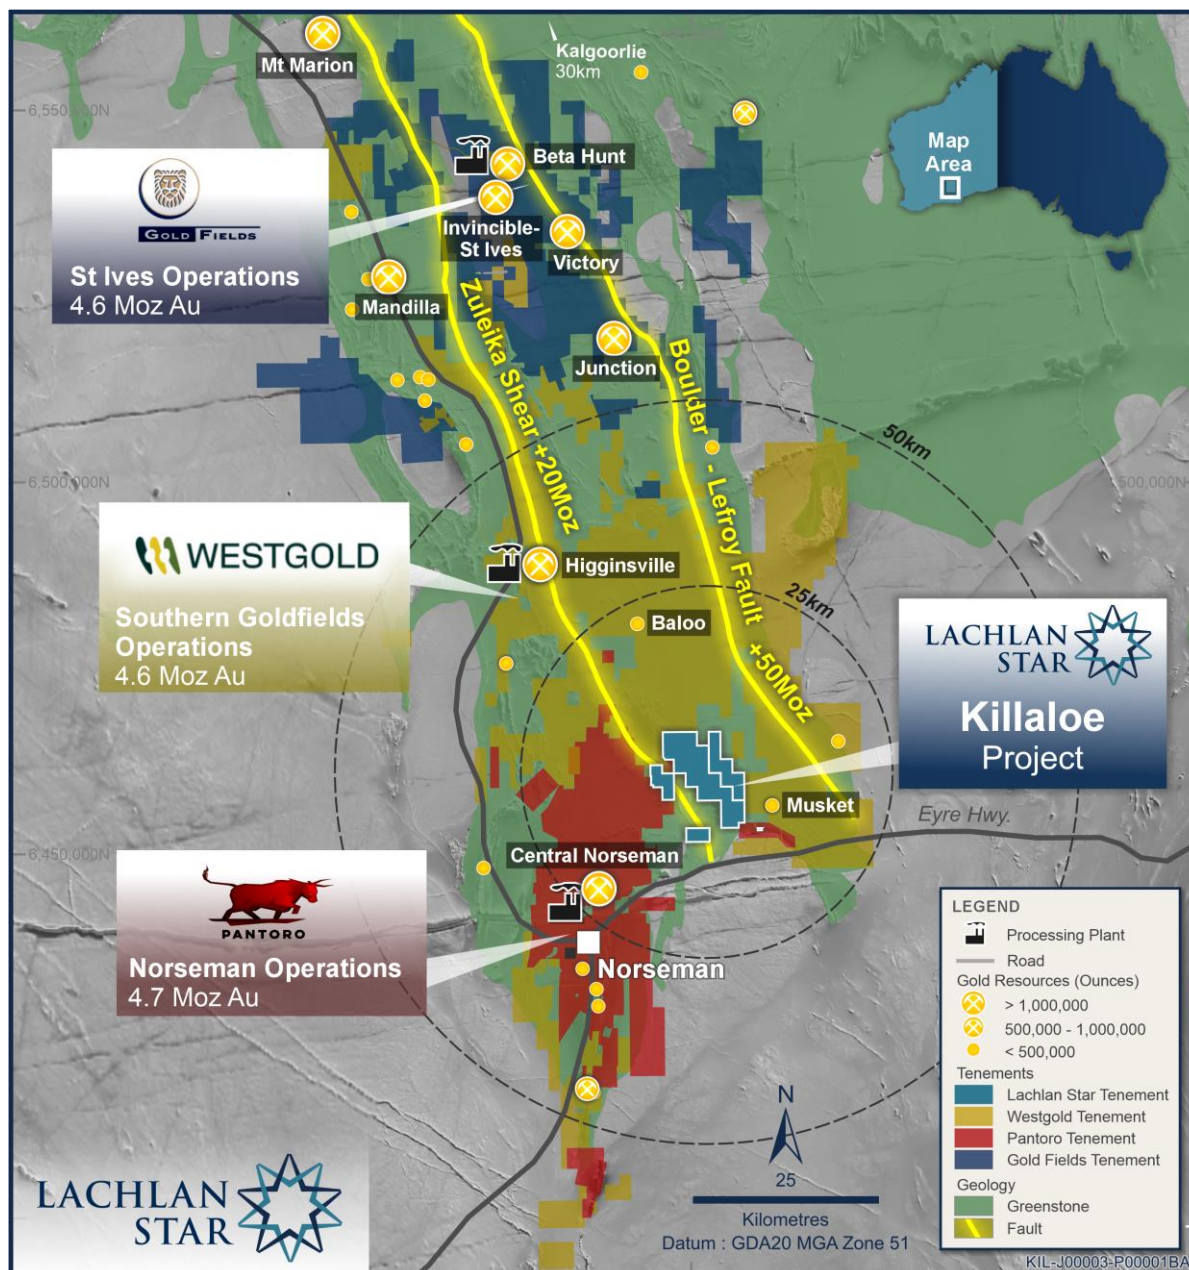 Mt Marion
Kalgoorlie
30km
6,550,000N
Map
Area
Beta Hunt
GOLD FIELDS
St Ives Operations
4.6 Moz Au
Invincible-
St Ives
Victory
Mandilla
Junction
Zuleika Shear +20Moz
Boulder - Lefroy Fault +50Moz
50km
6,500,000N
500,000N
WESTGOLD
Southern Goldfields
Operations
4.6 Moz Au
Higginsville
Baloo
25km
LACHLAN
STAR
Killaloe
Project
Musket
Eyre Hwy.
6,450,000N
Central Norseman
PANTORO
Norseman Operations
4.7 Moz Au
Norseman
LEGEND
Processing Plant
Road
Gold Resources (Ounces)
> 1,000,000
500,000 - 1,000,000
< 500,000
Tenements
Lachlan Star Tenement
Westgold Tenement
Pantoro Tenement
Gold Fields Tenement
Geology
Greenstone
Fault
N
25
Kilometres
Datum : GDA20 MGA Zone 51
LACHLAN
STAR
KIL-J00003-P00001BA